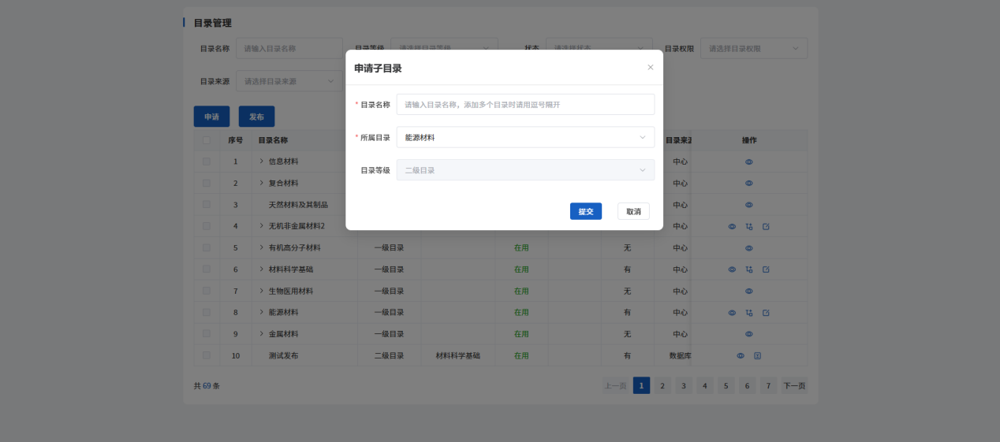 目录管理
目录名称 请输入目录名称 目录等级 请选择目录等级 状态 请选择状态 目录权限 请选择目录权限
目录来源 请选择目录来源
申请 发布
申请子目录
* 目录名称 请输入目录名称，添加多个目录时请用逗号隔开
* 所属目录 能源材料
目录等级 二级目录
提交 取消
序号 目录名称 目录来源 操作
1 信息材料 中心
2 复合材料 中心
3 天然材料及其制品 中心
4 无机非金属材料2 中心
5 有机高分子材料 一级目录 在用 无 中心
6 材料科学基础 一级目录 在用 有 中心
7 生物医用材料 一级目录 在用 无 中心
8 能源材料 一级目录 在用 有 中心
9 金属材料 一级目录 在用 无 中心
10 测试发布 二级目录 材料科学基础 在用 有 数据库
共 69 条 上一页 1 2 3 4 5 6 7 下一页